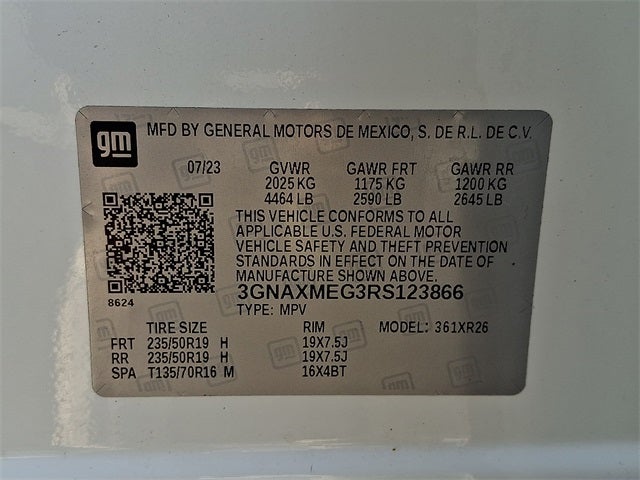 gm MFD BY GENERAL MOTORS DE MEXICO, S. DE R.L. DE C.V.
07/23 GVWR GAWR FRT GAWR RR
2025 KG 1175 KG 1200 KG
4464 LB 2590 LB 2645 LB
THIS VEHICLE CONFORMS TO ALL
APPLICABLE U.S. FEDERAL MOTOR
VEHICLE SAFETY AND THEFT PREVENTION
STANDARDS IN EFFECT ON THE DATE OF
MANUFACTURE SHOWN ABOVE.
8624 3GNAXMEG3RS123866
TYPE: MPV
TIRE SIZE RIM MODEL: 361XR26
FRT 235/50R19 H 19X7.5J
RR 235/50R19 H 19X7.5J
SPA T135/70R16 M 16X4BT